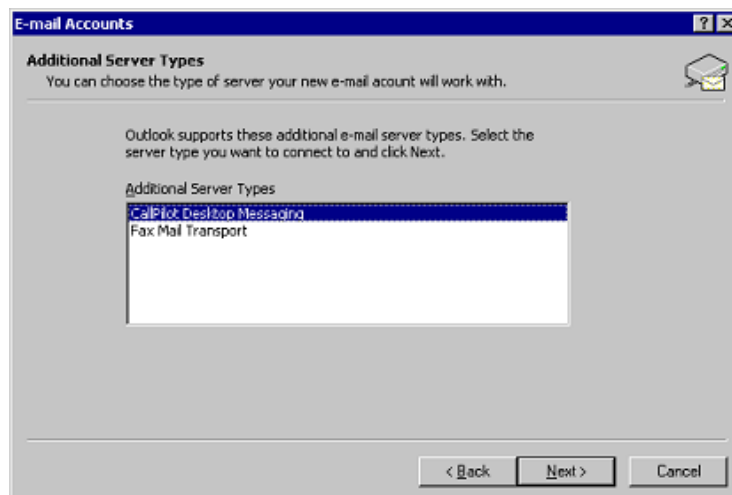 E-mail Accounts
Additional Server Types
You can choose the type of server your new e-mail acount will work with.
Outlook supports these additional e-mail server types. Select the
server type you want to connect to and click Next.
Additional Server Types
CallPilot Desktop Messaging
Fax Mail Transport
< Back Next > Cancel